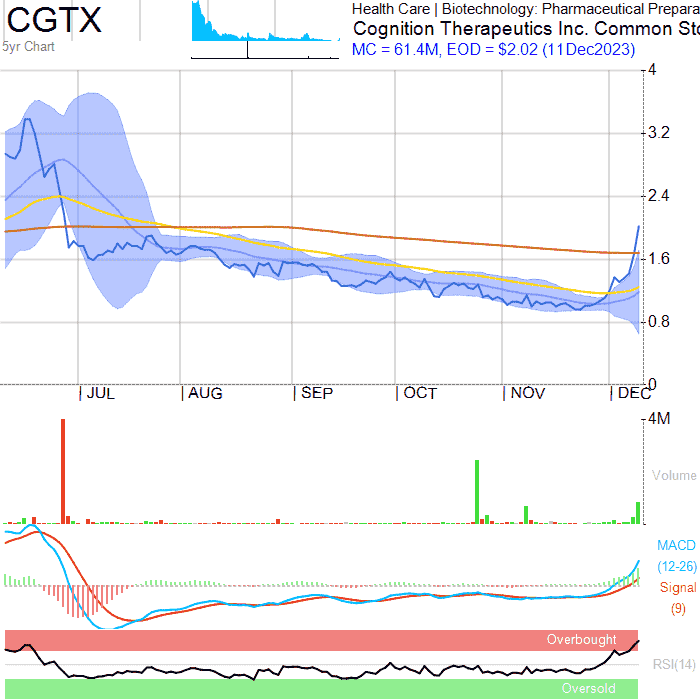 CGTX
5yr Chart
Health Care | Biotechnology: Pharmaceutical Prepara
Cognition Therapeutics Inc. Common Sto
MC = 61.4M, EOD = $2.02 (11Dec2023)
4
3.2
2.4
1.6
0.8
0
| JUL | AUG | SEP | OCT | NOV | DEC
4M
Volume
MACD
(12-26)
Signal
(9)
Overbought
RSI(14)
Oversold